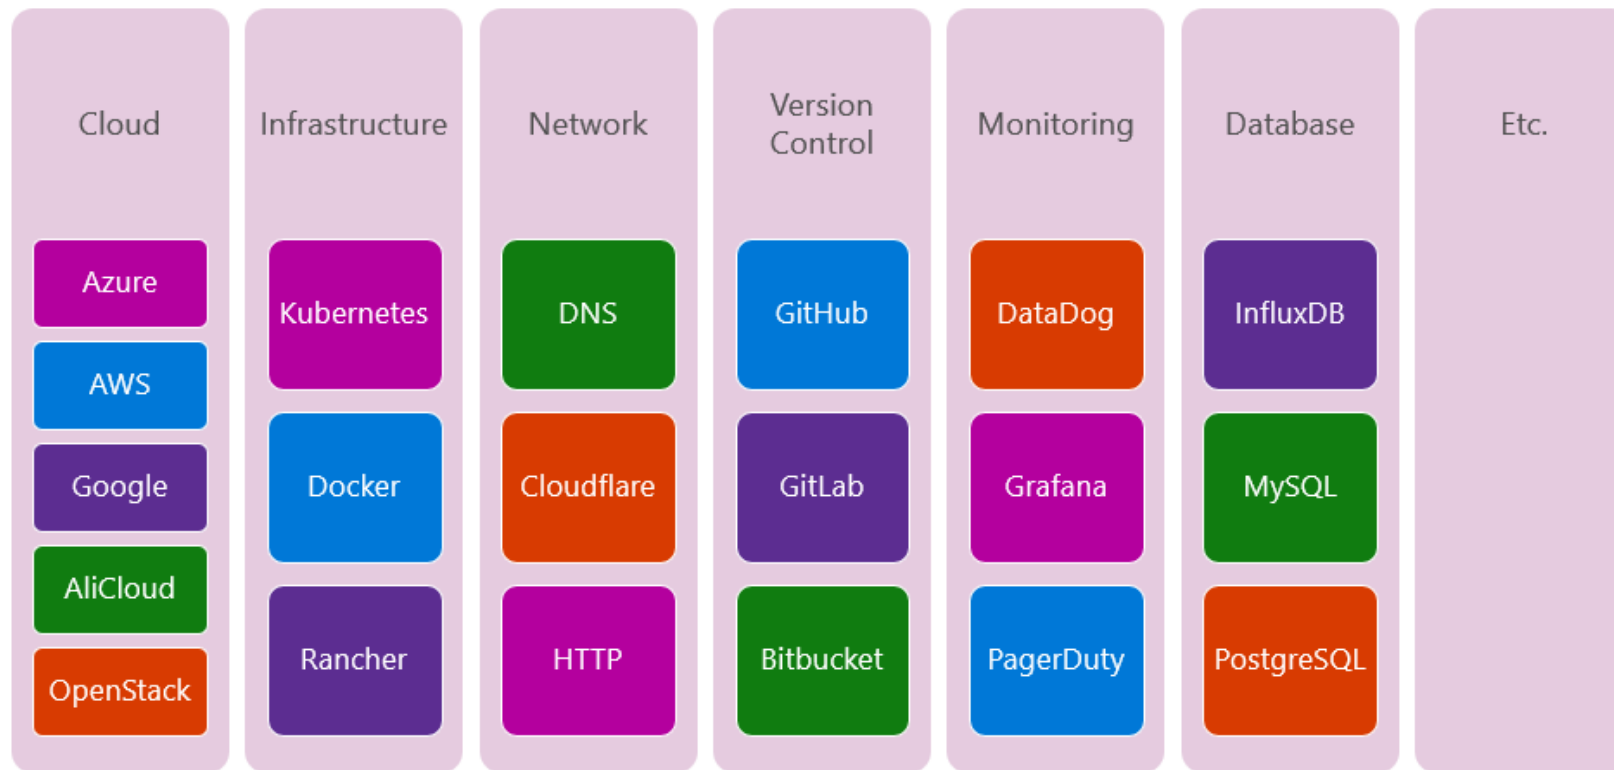 Cloud
Azure
AWS
Google
AliCloud
OpenStack
Infrastructure
Kubernetes
Docker
Rancher
Network
DNS
Cloudflare
HTTP
Version
Control
GitHub
GitLab
Bitbucket
Monitoring
DataDog
Grafana
PagerDuty
Database
InfluxDB
MySQL
PostgreSQL
Etc.